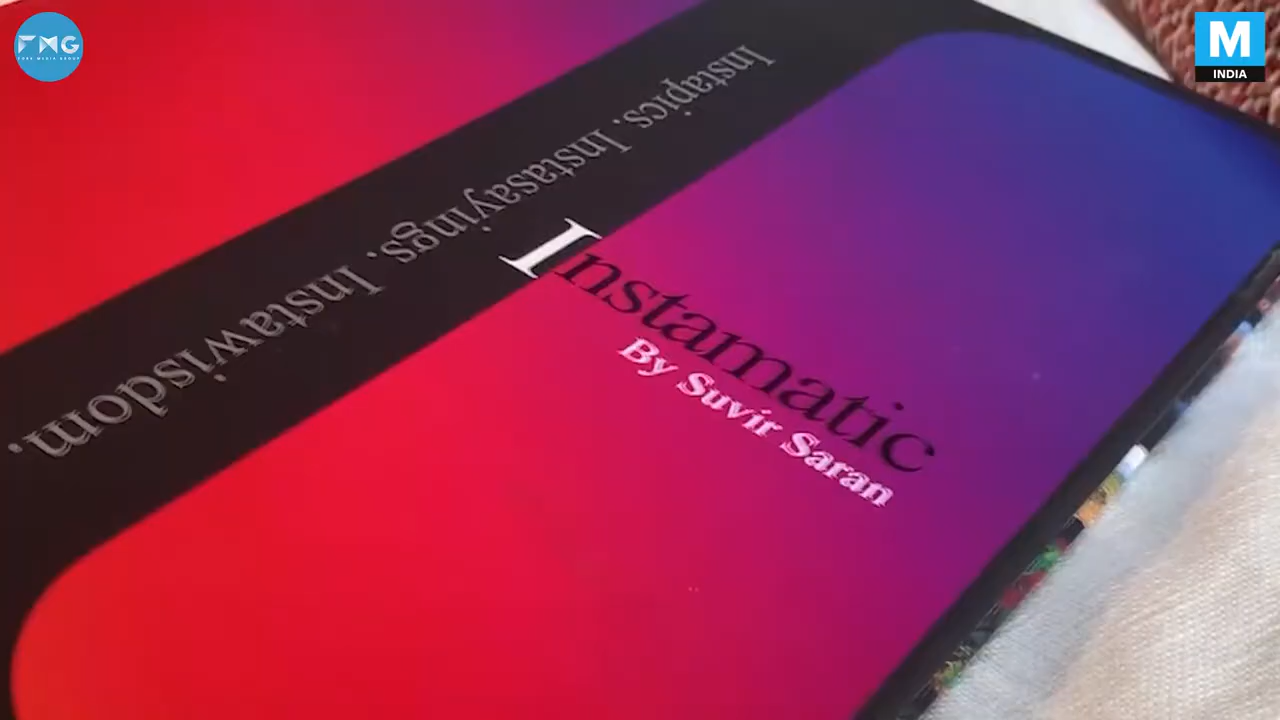 FMG
M
INDIA
Instapics. Instasayings. Instawisdom.
Instamatic
By Suvir Saran